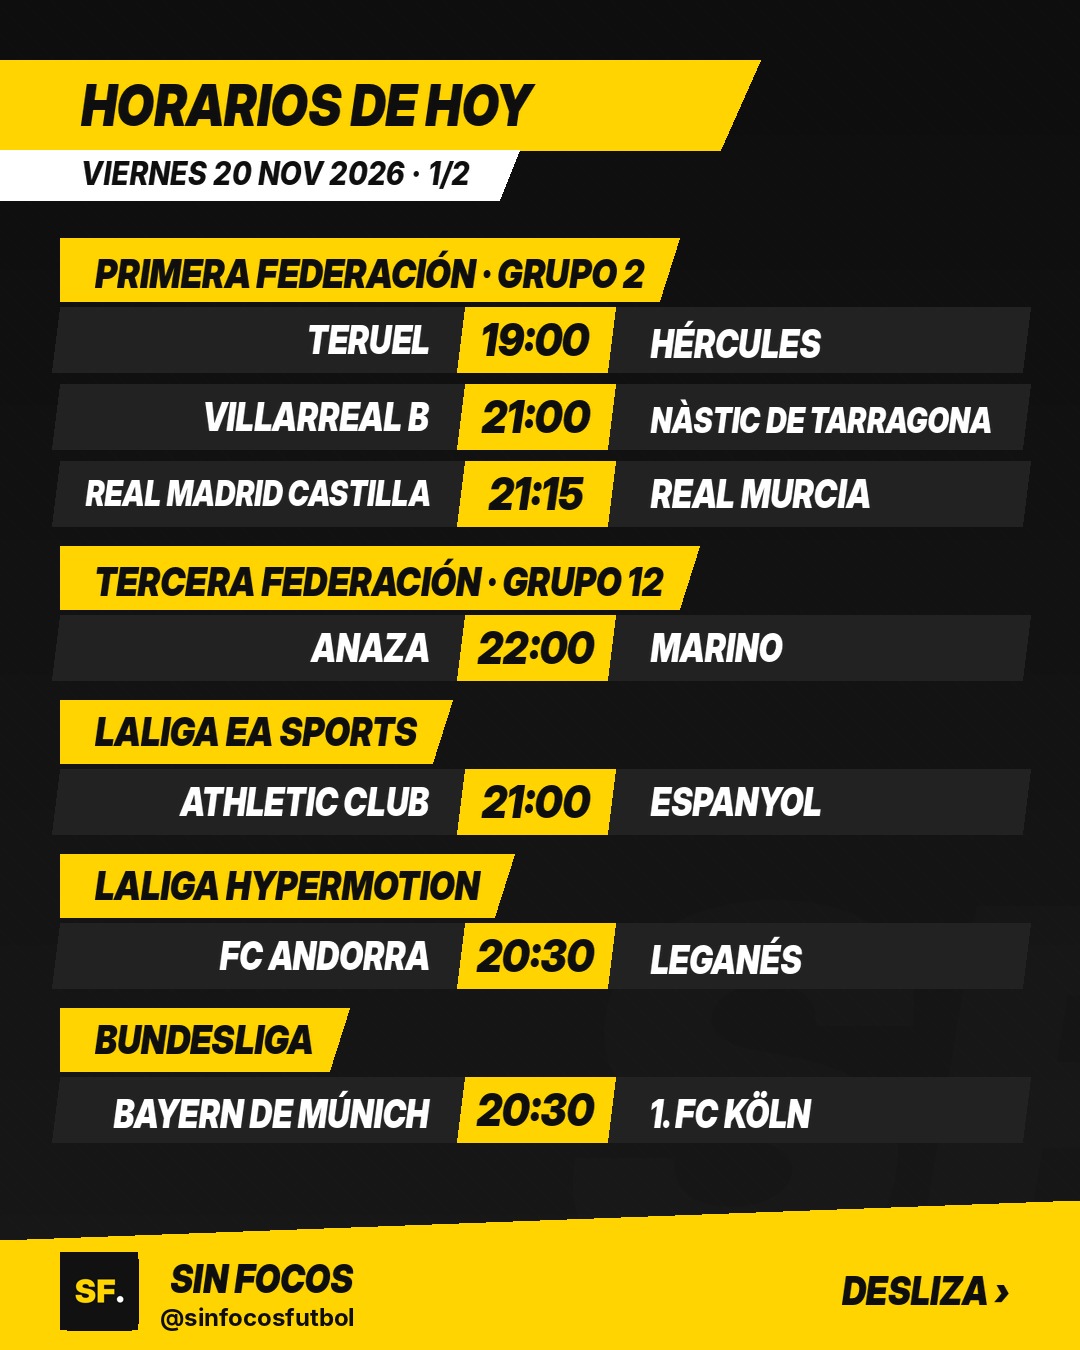 HORARIOS DE HOY
VIERNES 20 NOV 2026 · 1/2
PRIMERA FEDERACIÓN · GRUPO 2
TERUEL 19:00 HÉRCULES
VILLARREAL B 21:00 NÀSTIC DE TARRAGONA
REAL MADRID CASTILLA 21:15 REAL MURCIA
TERCERA FEDERACIÓN · GRUPO 12
ANAZA 22:00 MARINO
LALIGA EA SPORTS
ATHLETIC CLUB 21:00 ESPANYOL
LALIGA HYPERMOTION
FC ANDORRA 20:30 LEGANÉS
BUNDESLIGA
BAYERN DE MÚNICH 20:30 1. FC KÖLN
SF.
SIN FOCOS
@sinfocosfutbol
DESLIZA ›